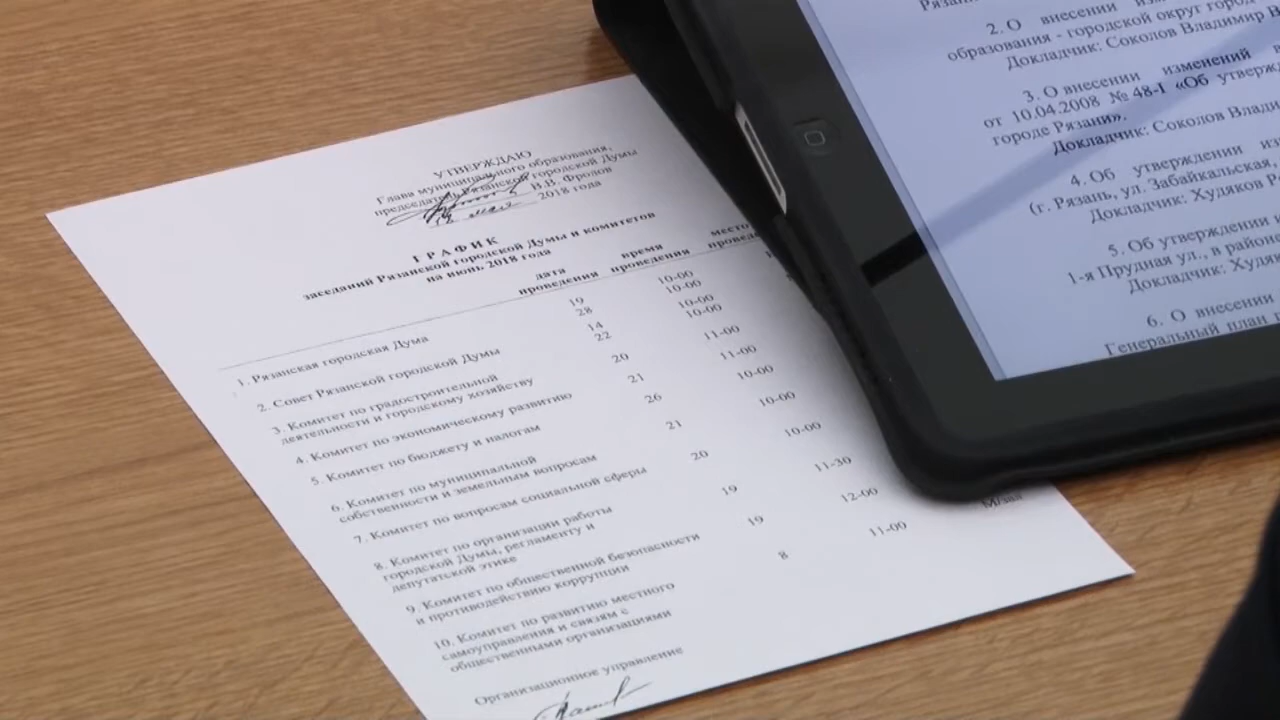 УТВЕРЖДАЮ
Глава муниципального образования,
председатель Рязанской городской Думы
В.В. Фролов
2018 года
ГРАФИК
заседаний Рязанской городской Думы и комитетов
на июнь 2018 года
дата проведения
время проведения
место
1. Рязанская городская Дума
19 10-00
28 10-00
2. Совет Рязанской городской Думы
14 10-00
22 10-00
3. Комитет по градостроительной
деятельности и городскому хозяйству
20 11-00
4. Комитет по экономическому развитию
21 11-00
5. Комитет по бюджету и налогам
26 10-00
6. Комитет по муниципальной
собственности и земельным вопросам
21 10-00
7. Комитет по вопросам социальной сферы
20 10-00
8. Комитет по организации работы
городской Думы, регламенту и
депутатской этике
19 11-30
9. Комитет по общественной безопасности
и противодействию коррупции
19 12-00
10. Комитет по развитию местного
самоуправления и связям с
общественными организациями
8 11-00
М/зал
Организационное управление
2. О внесении
образования - городской округ город
Докладчик: Соколов Владимир
3. О внесении изменений в
от 10.04.2008 № 48-I «Об
городе Рязани».
Докладчик: Соколов
4. Об утверждении
(г. Рязань, ул. Забайкальская,
Докладчик: Худяков
5. Об утверждении
1-я Прудная ул., в районе
Докладчик:
6. О внесении
Генеральный план